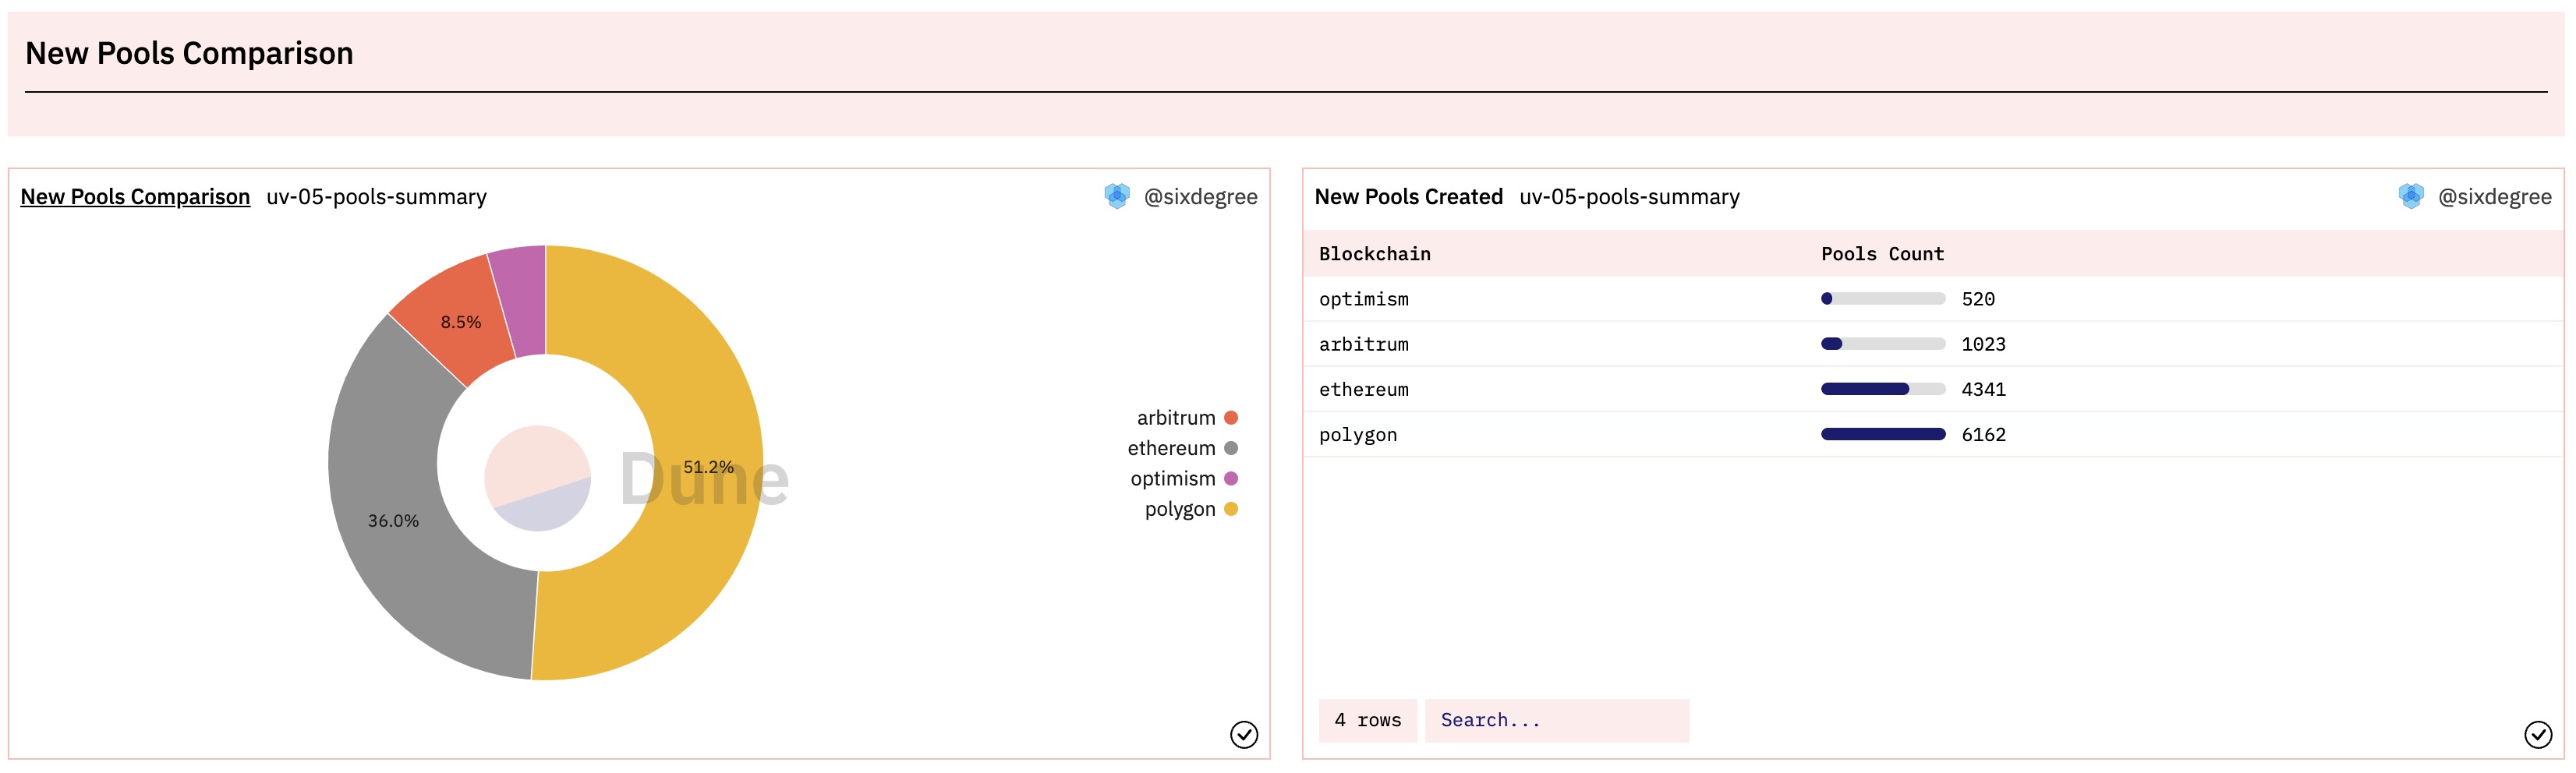 New Pools Comparison
New Pools Comparison uv-05-pools-summary @sixdegree
8.5%
51.2%
36.0%
Dune
arbitrum
ethereum
optimism
polygon
New Pools Created uv-05-pools-summary @sixdegree
Blockchain Pools Count
optimism 520
arbitrum 1023
ethereum 4341
polygon 6162
4 rows Search...